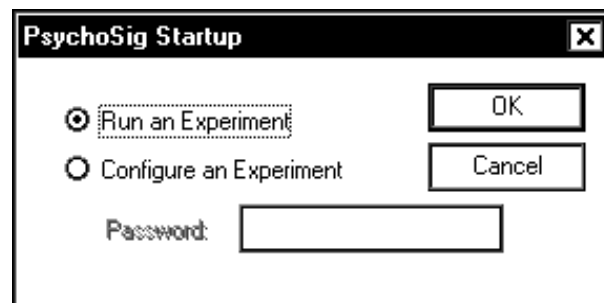 PsychoSig Startup
Run an Experiment
OK
Configure an Experiment
Cancel
Password: